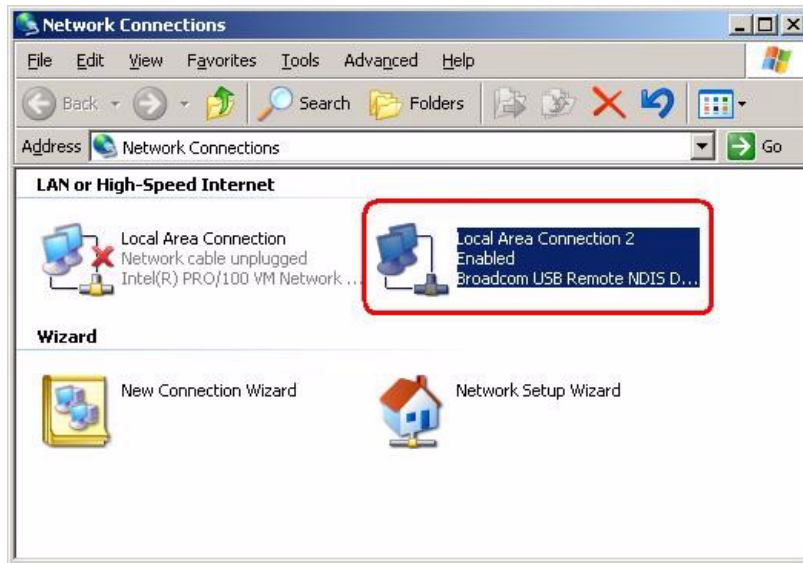 Network Connections
File Edit View Favorites Tools Advanced Help
Back Search Folders
Address Network Connections Go
LAN or High-Speed Internet
Local Area Connection
Network cable unplugged
Intel(R) PRO/100 VM Network ...
Local Area Connection 2
Enabled
Broadcom USB Remote NDIS D...
Wizard
New Connection Wizard
Network Setup Wizard